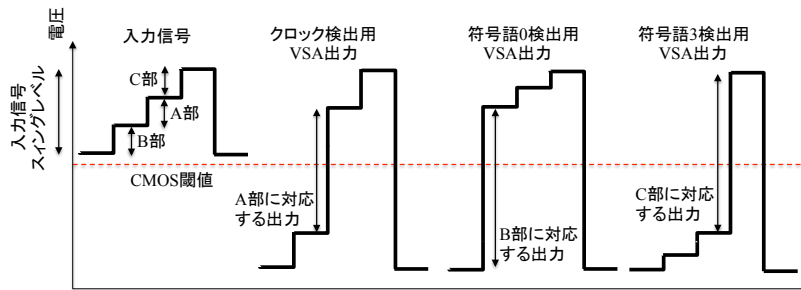 電圧
入力信号
スィングレベル
入力信号
C部
A部
B部
CMOS閾値
クロック検出用
VSA出力
A部に対応
する出力
符号語0検出用
VSA出力
B部に対応
する出力
符号語3検出用
VSA出力
C部に対応
する出力